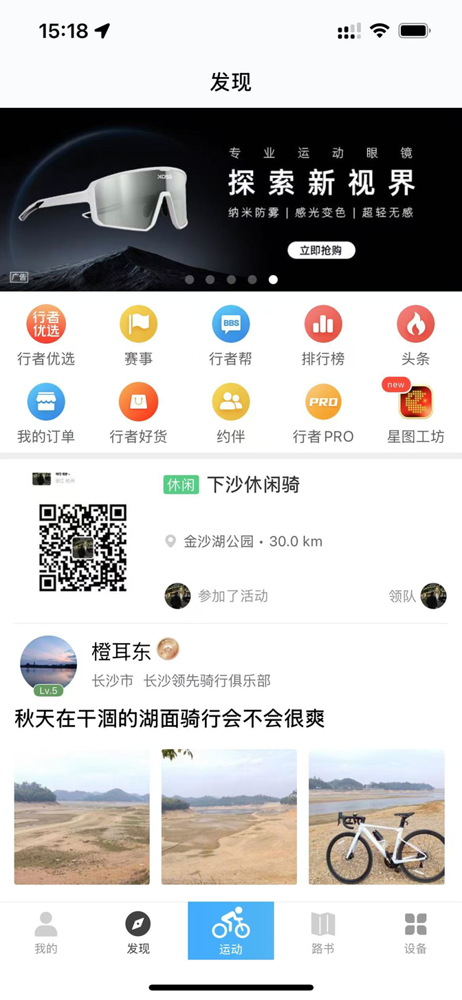 15:18
发现
XOSS
专业运动眼镜
探索新视界
纳米防雾 | 感光变色 | 超轻无感
立即抢购
广告
行者
优选
BBS
行者优选
赛事
行者帮
排行榜
头条
PRO
new
我的订单
行者好货
约伴
行者PRO
星图工坊
浙江 杭州
休闲 下沙休闲骑
金沙湖公园 • 30.0 km
参加了活动
领队
橙耳东
Lv.5
长沙市 长沙领先骑行俱乐部
秋天在干涸的湖面骑行会不会很爽
我的
发现
运动
路书
设备